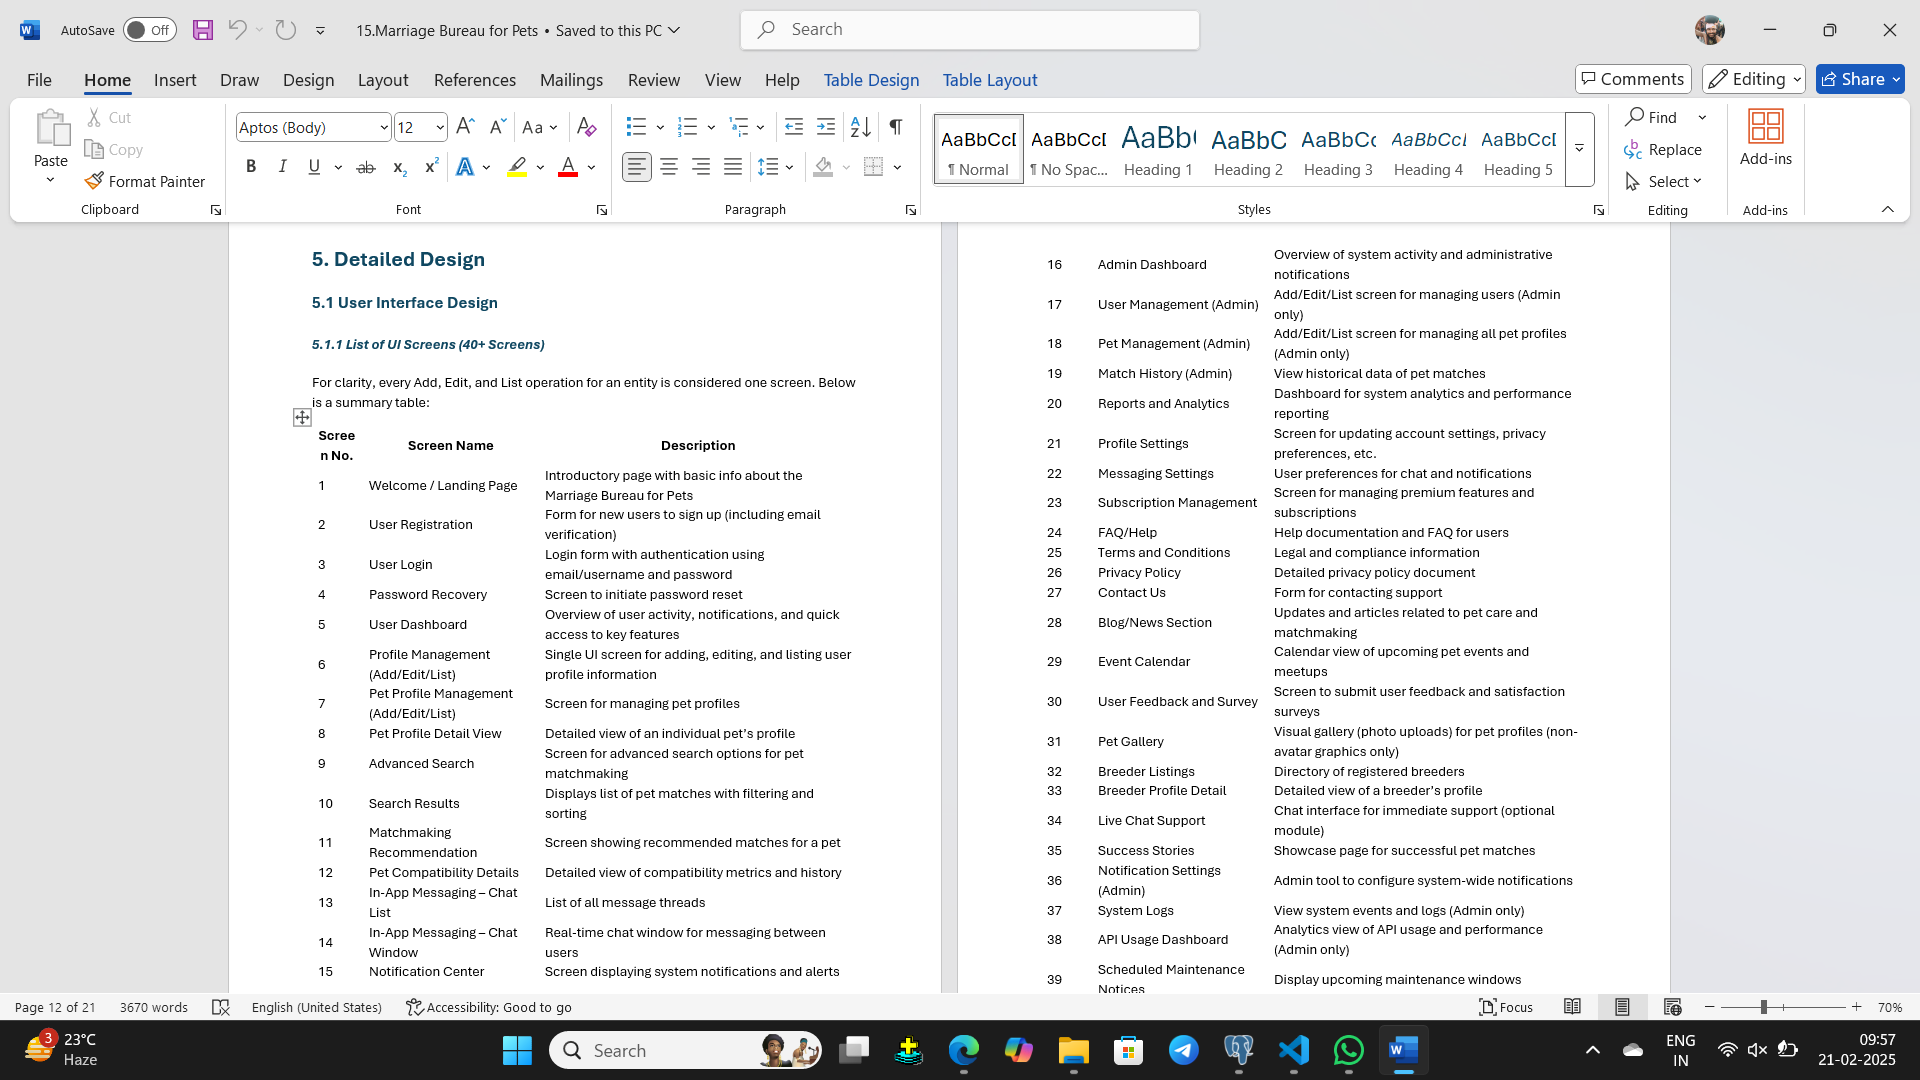 AutoSave Off 15.Marriage Bureau for Pets • Saved to this PC Search
File Home Insert Draw Design Layout References Mailings Review View Help Table Design Table Layout Comments Editing Share
Paste
Cut
Copy
Format Painter
Clipboard
Aptos (Body) 12
Font
Paragraph
AaBbCcD AaBbCcD AaBb( AaBbC AaBbCc AaBbCcL AaBbCcD
¶ Normal ¶ No Spac... Heading 1 Heading 2 Heading 3 Heading 4 Heading 5
Styles
Find
Replace
Select
Editing
Add-ins
Add-ins
5. Detailed Design
5.1 User Interface Design
5.1.1 List of UI Screens (40+ Screens)
For clarity, every Add, Edit, and List operation for an entity is considered one screen. Below
is a summary table:
Scree
n No. Screen Name Description
1 Welcome / Landing Page Introductory page with basic info about the
Marriage Bureau for Pets
2 User Registration Form for new users to sign up (including email
verification)
3 User Login Login form with authentication using
email/username and password
4 Password Recovery Screen to initiate password reset
5 User Dashboard Overview of user activity, notifications, and quick
access to key features
6 Profile Management Single UI screen for adding, editing, and listing user
(Add/Edit/List) profile information
7 Pet Profile Management
(Add/Edit/List) Screen for managing pet profiles
8 Pet Profile Detail View Detailed view of an individual pet's profile
9 Advanced Search Screen for advanced search options for pet
matchmaking
10 Search Results Displays list of pet matches with filtering and
sorting
11 Matchmaking
Recommendation Screen showing recommended matches for a pet
12 Pet Compatibility Details Detailed view of compatibility metrics and history
13 In-App Messaging – Chat
List List of all message threads
14 In-App Messaging – Chat Real-time chat window for messaging between
Window users
15 Notification Center Screen displaying system notifications and alerts
16 Admin Dashboard Overview of system activity and administrative
notifications
17 User Management (Admin) Add/Edit/List screen for managing users (Admin
only)
18 Pet Management (Admin) Add/Edit/List screen for managing all pet profiles
(Admin only)
19 Match History (Admin) View historical data of pet matches
20 Reports and Analytics Dashboard for system analytics and performance
reporting
21 Profile Settings Screen for updating account settings, privacy
preferences, etc.
22 Messaging Settings User preferences for chat and notifications
23 Subscription Management Screen for managing premium features and
subscriptions
24 FAQ/Help Help documentation and FAQ for users
25 Terms and Conditions Legal and compliance information
26 Privacy Policy Detailed privacy policy document
27 Contact Us Form for contacting support
28 Blog/News Section Updates and articles related to pet care and
matchmaking
29 Event Calendar Calendar view of upcoming pet events and
meetups
30 User Feedback and Survey Screen to submit user feedback and satisfaction
surveys
31 Pet Gallery Visual gallery (photo uploads) for pet profiles (non-
avatar graphics only)
32 Breeder Listings Directory of registered breeders
33 Breeder Profile Detail Detailed view of a breeder's profile
34 Live Chat Support Chat interface for immediate support (optional
module)
35 Success Stories Showcase page for successful pet matches
36 Notification Settings
(Admin) Admin tool to configure system-wide notifications
37 System Logs View system events and logs (Admin only)
38 API Usage Dashboard Analytics view of API usage and performance
(Admin only)
39 Scheduled Maintenance
Notices Display upcoming maintenance windows
Page 12 of 21 3670 words English (United States) Accessibility: Good to go Focus 70%
3 23°C
Haze
Search
ENG
IN
09:57
21-02-2025